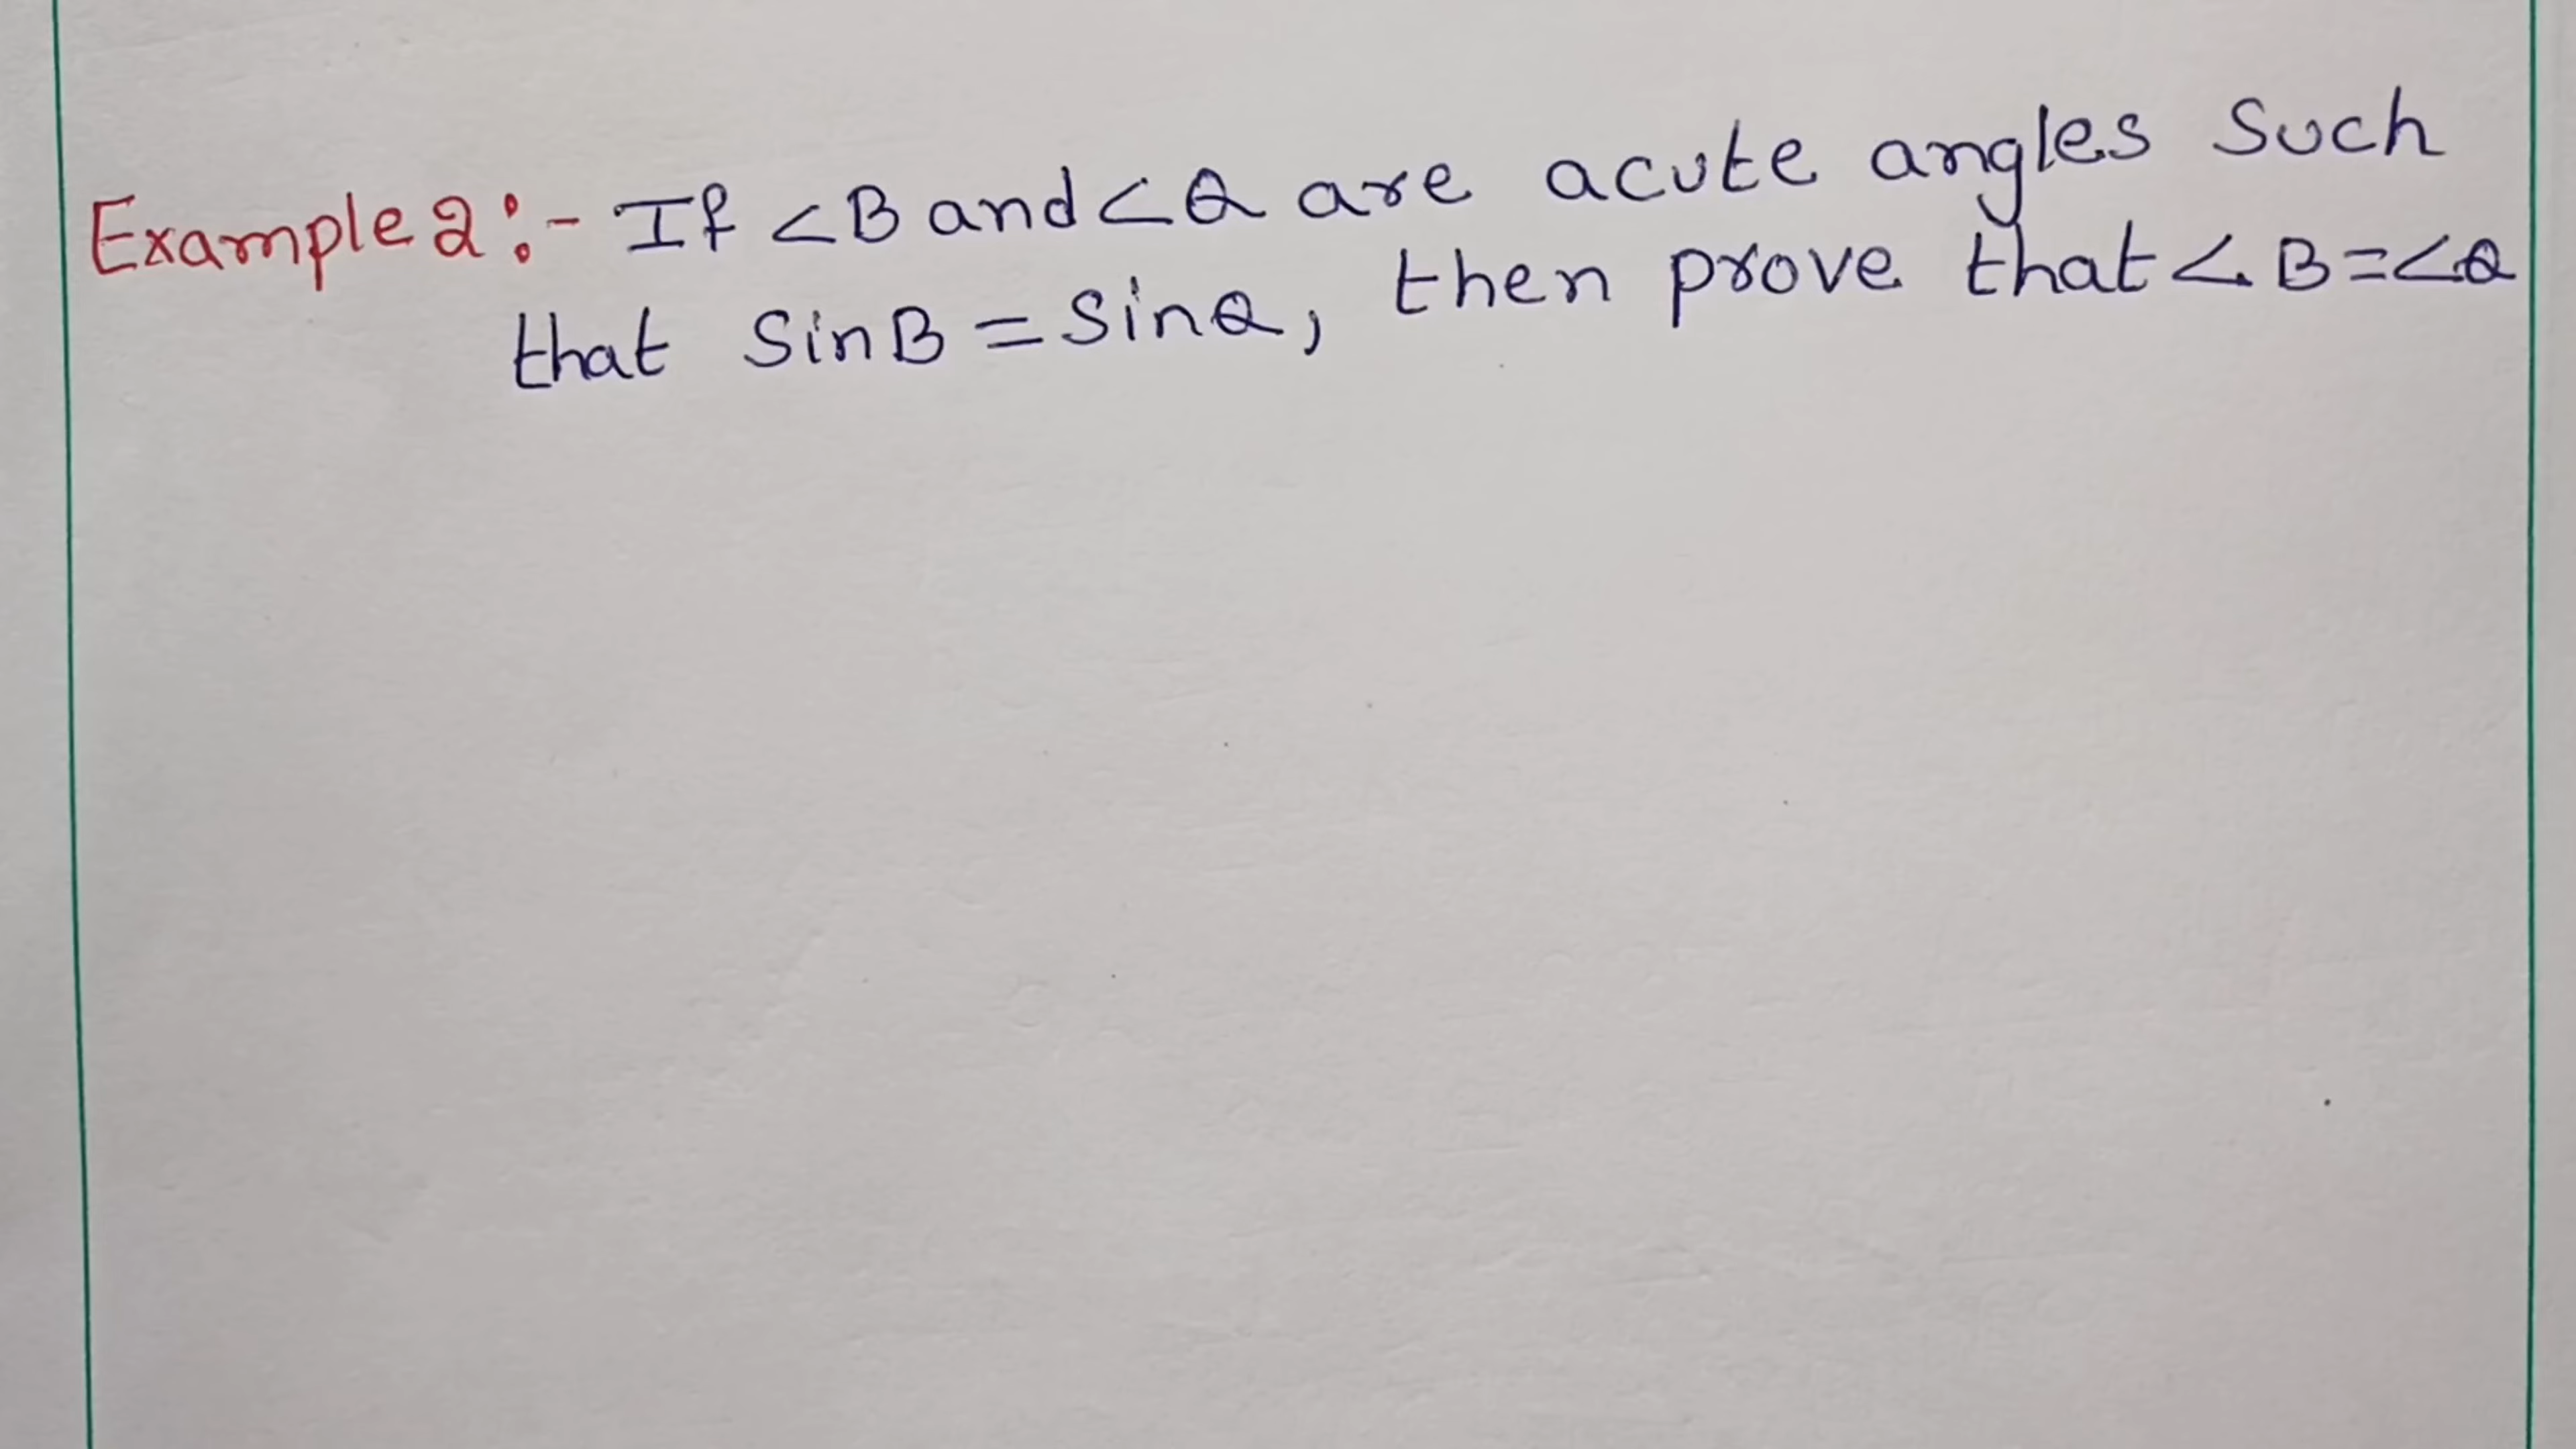 Example 2:- If <B and <Q are acute angles such
that SinB = SinQ, then prove that <B=<Q